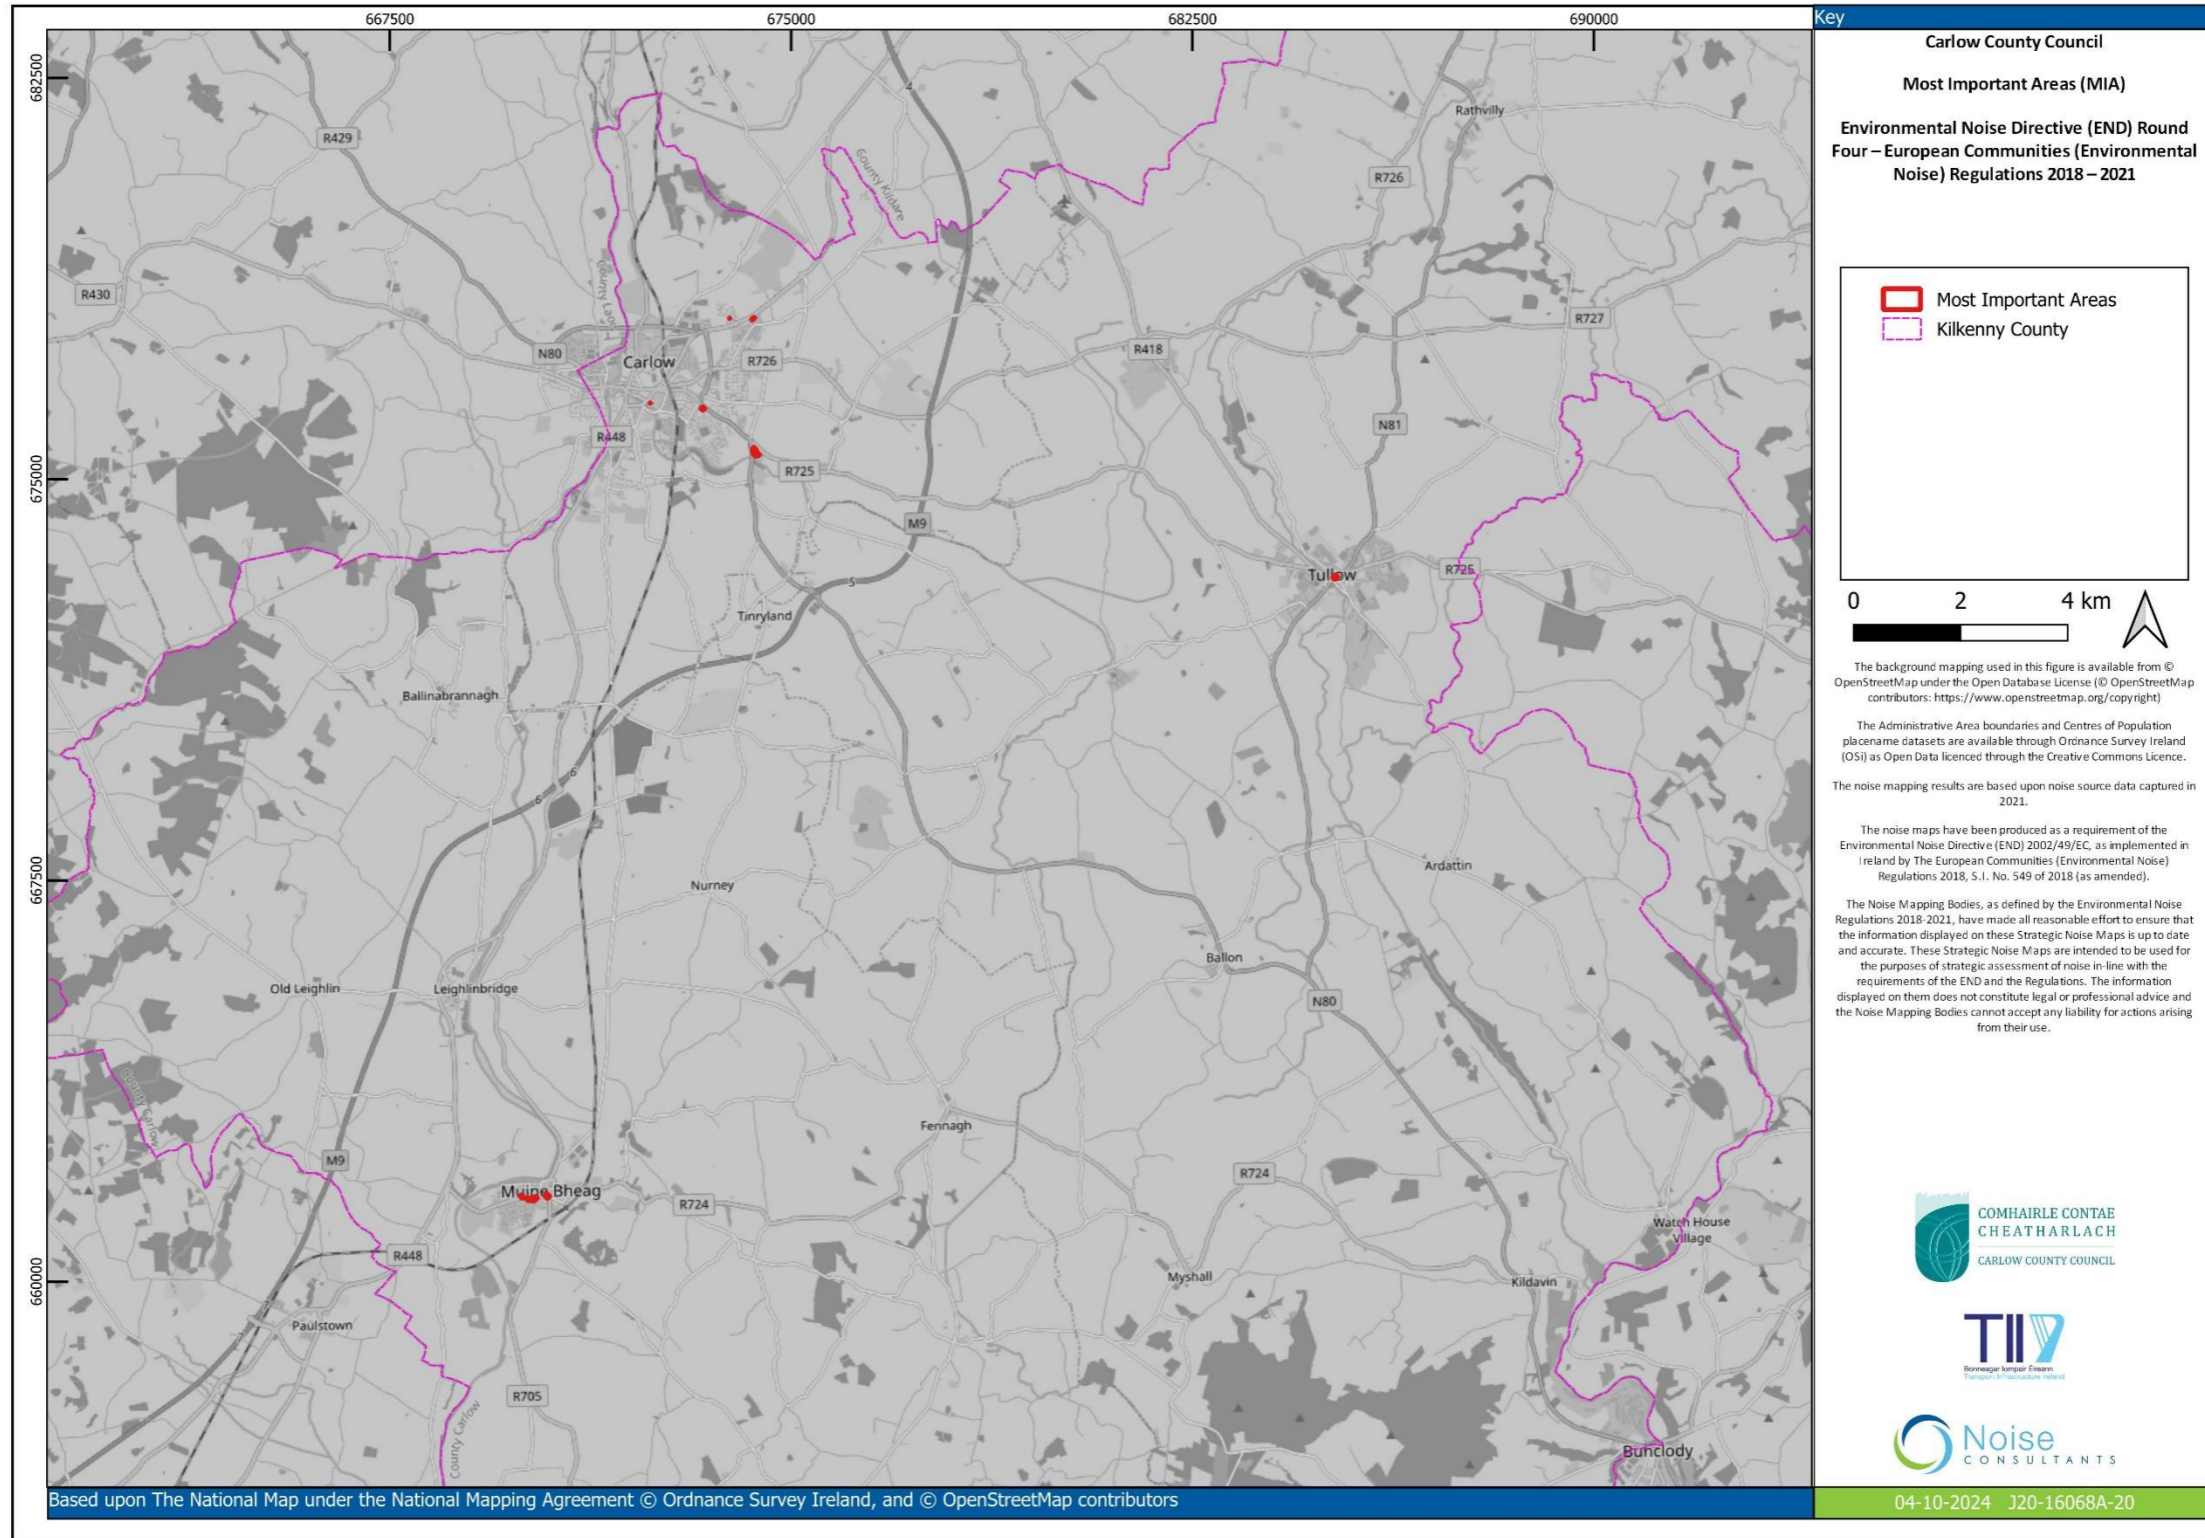 667500
675000
682500
690000
682500
675000
667500
660000
Rathvilly
R429
4
County Kildare
R726
R430
County Laois
R727
N80
Carlow
R726
R418
R448
N81
R725
M9
5
Tullow
R725
Tinryland
Ballinabrannagh
6
6
Ardattin
Nurney
Ballon
Old Leighlin
Leighlinbridge
N80
County Carlow
Fennagh
M9
R724
Muine Bheag
R724
Watch House
Village
R448
Myshall
Kildavin
7
Paulstown
R705
County Carlow
Bunclody
Based upon The National Map under the National Mapping Agreement © Ordnance Survey Ireland, and © OpenStreetMap contributors
Key
Carlow County Council
Most Important Areas (MIA)
Environmental Noise Directive (END) Round
Four – European Communities (Environmental
Noise) Regulations 2018 – 2021
Most Important Areas
Kilkenny County
0 2 4 km
The background mapping used in this figure is available from ©
OpenStreetMap under the Open Database License (© OpenStreetMap
contributors: https://www.openstreetmap.org/copyright)
The Administrative Area boundaries and Centres of Population
placename datasets are available through Ordnance Survey Ireland
(OSi) as Open Data licenced through the Creative Commons Licence.
The noise mapping results are based upon noise source data captured in
2021.
The noise maps have been produced as a requirement of the
Environmental Noise Directive (END) 2002/49/EC, as implemented in
Ireland by The European Communities (Environmental Noise)
Regulations 2018, S.I. No. 549 of 2018 (as amended).
The Noise Mapping Bodies, as defined by the Environmental Noise
Regulations 2018-2021, have made all reasonable effort to ensure that
the information displayed on these Strategic Noise Maps is up to date
and accurate. These Strategic Noise Maps are intended to be used for
the purposes of strategic assessment of noise in-line with the
requirements of the END and the Regulations. The information
displayed on them does not constitute legal or professional advice and
the Noise Mapping Bodies cannot accept any liability for actions arising
from their use.
COMHAIRLE CONTAE
CHEATHARLACH
CARLOW COUNTY COUNCIL
TII
Bonneagar Iompair Éireann
Transport Infrastructure Ireland
Noise
CONSULTANTS
04-10-2024 J20-16068A-20